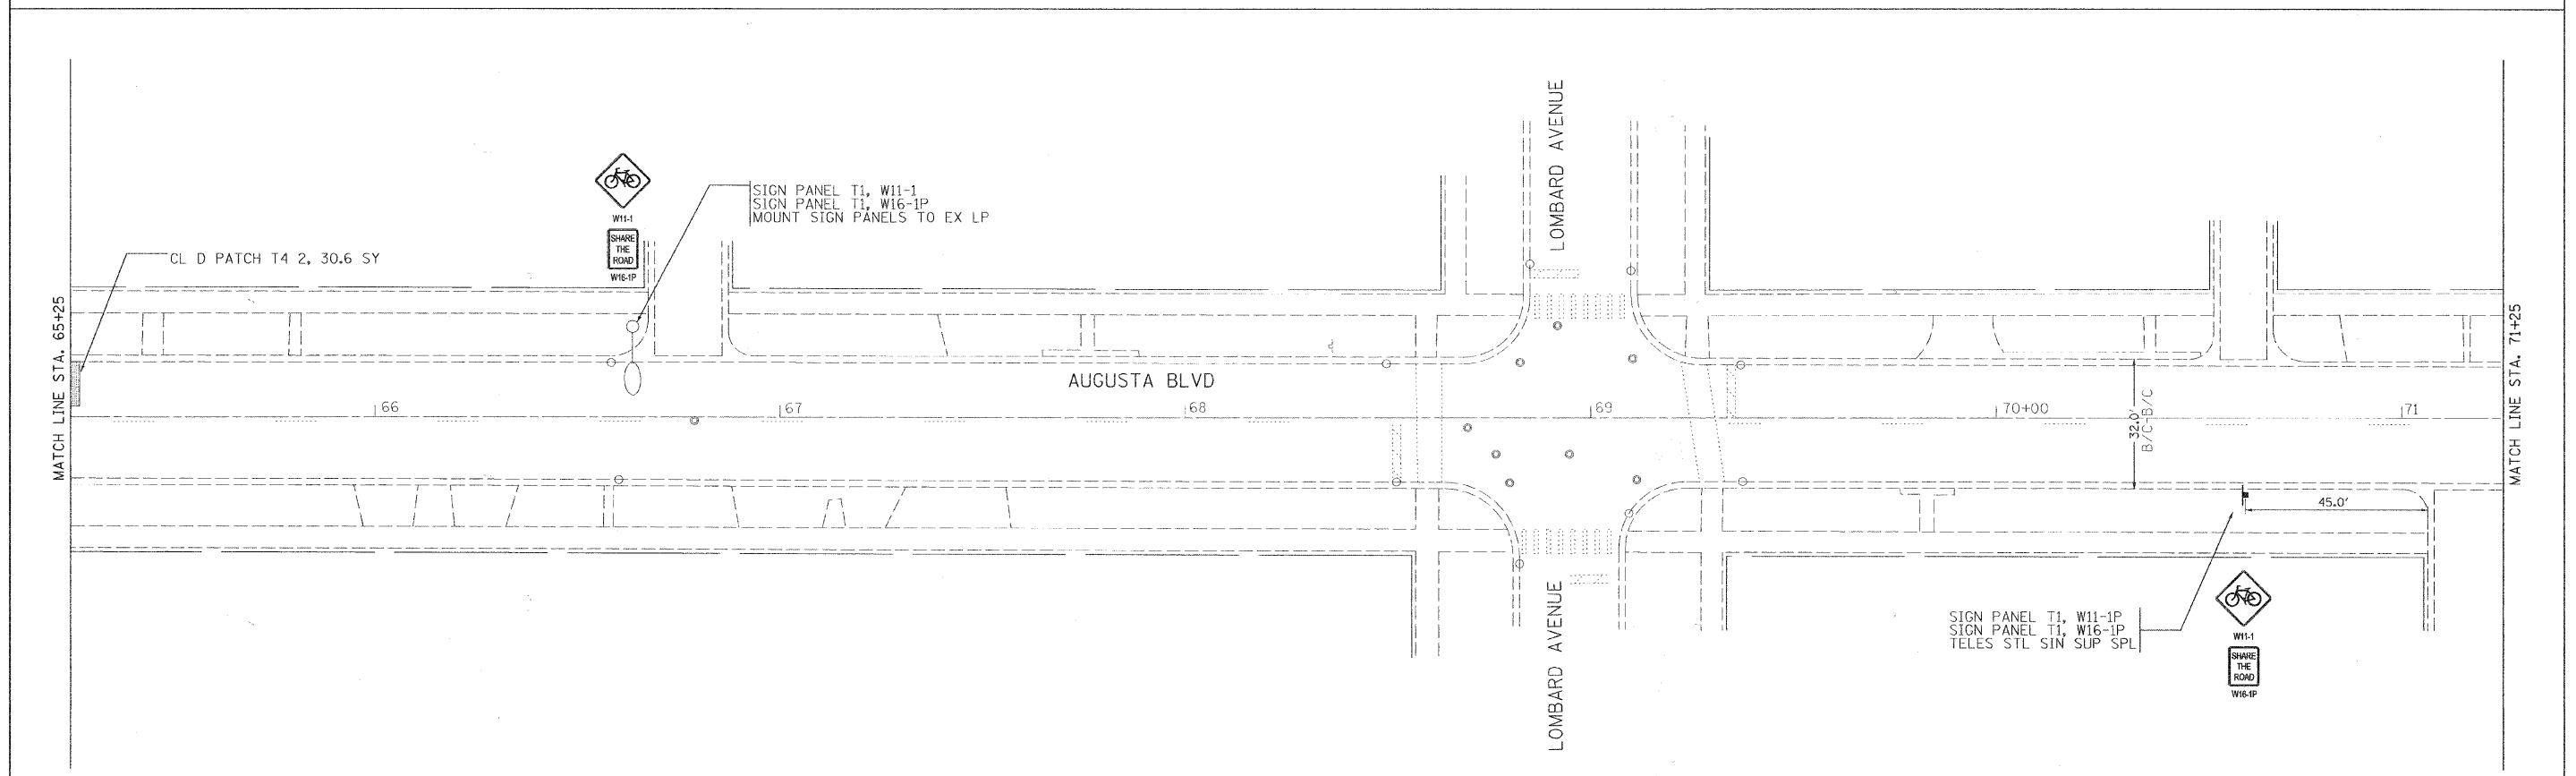 LOMBARD AVENUE
W11-1
SHARE
THE
ROAD
W16-1P
SIGN PANEL T1, W11-1
SIGN PANEL T1, W16-1P
MOUNT SIGN PANELS TO EX LP
CL D PATCH T4 2, 30.6 SY
MATCH LINE STA. 65+25
MATCH LINE STA. 71+25
AUGUSTA BLVD
66
67
68
69
70+00
71
32.0'
B/C-B/C
45.0'
LOMBARD AVENUE
SIGN PANEL T1, W11-1P
SIGN PANEL T1, W16-1P
TELES STL SIN SUP SPL
W11-1
SHARE
THE
ROAD
W16-1P